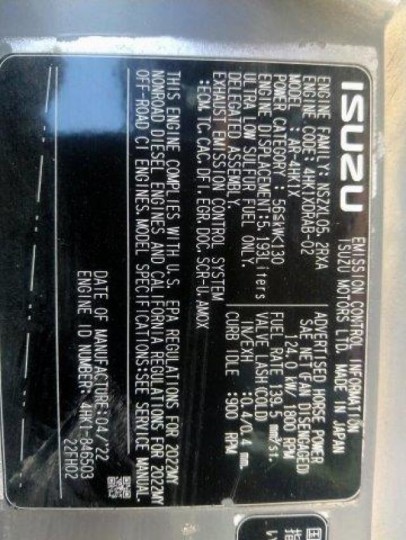 ISUZU
EMISSION CONTROL INFORMATION
ISUZU MOTORS LTD. MADE IN JAPAN
ENGINE FAMILY: NSZXL05.2RXA
ENGINE CODE: 4HK1XDRAB-02
MODEL: AR-4HK1X
POWER CATEGORY: 56≤kW≤130
ENGINE DISPLACEMENT: 5.193Liters
ULTRA LOW SULFUR FUEL ONLY.
DELEGATED ASSEMBLY.
EXHAUST EMISSION CONTROL SYSTEM
:ECM, TC, CAC, DFI, EGR, DOC, SCR-U, AMOX
ADVERTISED HORSE POWER
SAE NET (FAN DISENGAGED)
124.0 kW/ 1800 RPM
FUEL RATE 139.5 mm³/st.
VALVE LASH (COLD)
IN/EXH :0.4/0.4 mm
CURB IDLE :900 RPM
THIS ENGINE COMPLIES WITH U.S. EPA REGULATIONS FOR 2022MY
NONROAD DIESEL ENGINES AND CALIFORNIA REGULATIONS FOR 2022MY
OFF-ROAD CI ENGINES. MODEL SPECIFICATIONS:SEE SERVICE MANUAL
DATE OF MANUFACTURE:04/'22
ENGINE ID NUMBER: 4HK1-846503
22FH02
国
指
い